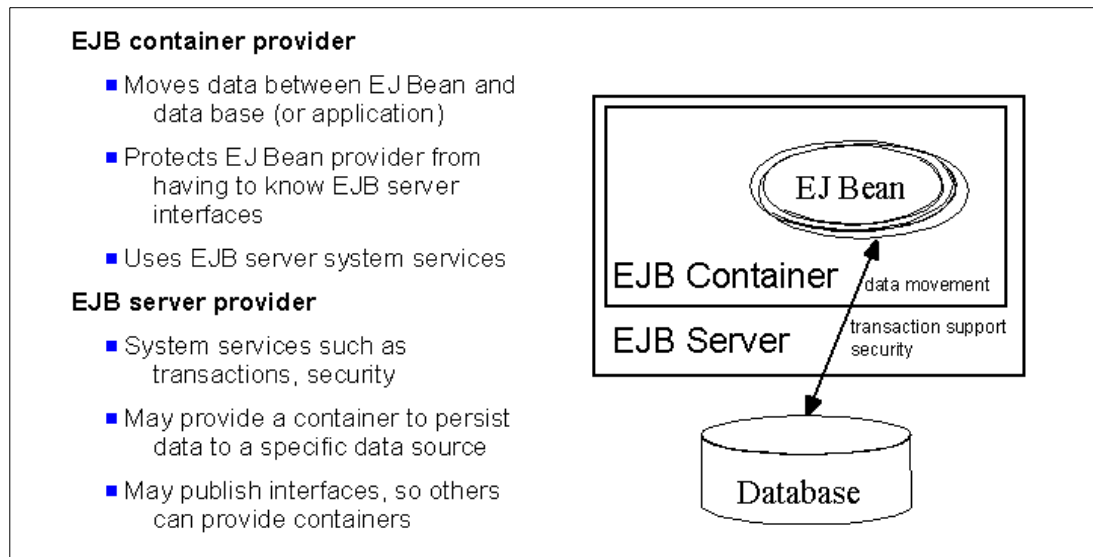 EJB container provider
■ Moves data between EJ Bean and
data base (or application)
■ Protects EJ Bean provider from
having to know EJB server
interfaces
■ Uses EJB server system services
EJB server provider
■ System services such as
transactions, security
■ May provide a container to persist
data to a specific data source
■ May publish interfaces, so others
can provide containers
EJ Bean
EJB Container
data movement
EJB Server
transaction support
security
Database